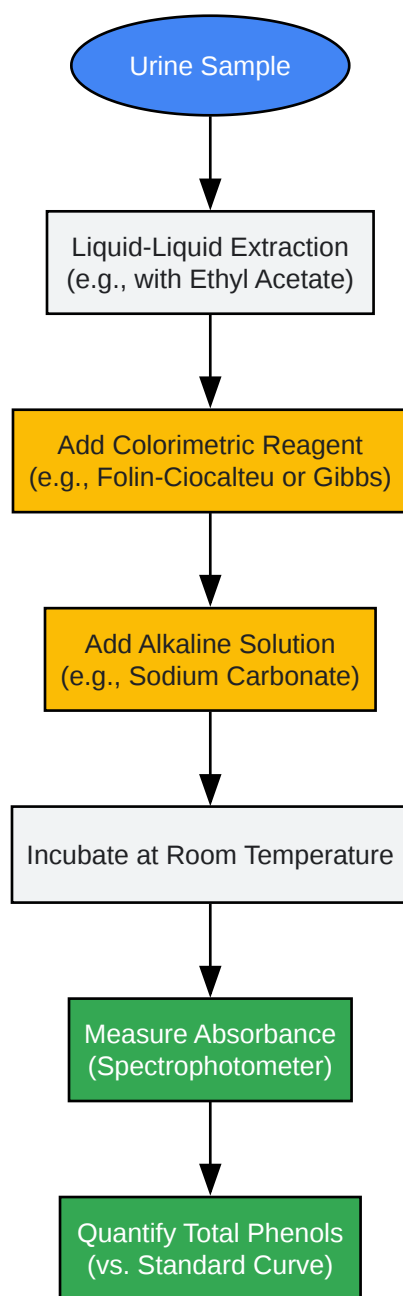 Urine Sample
Liquid-Liquid Extraction
(e.g., with Ethyl Acetate)
Add Colorimetric Reagent
(e.g., Folin-Ciocalteu or Gibbs)
Add Alkaline Solution
(e.g., Sodium Carbonate)
Incubate at Room Temperature
Measure Absorbance
(Spectrophotometer)
Quantify Total Phenols
(vs. Standard Curve)